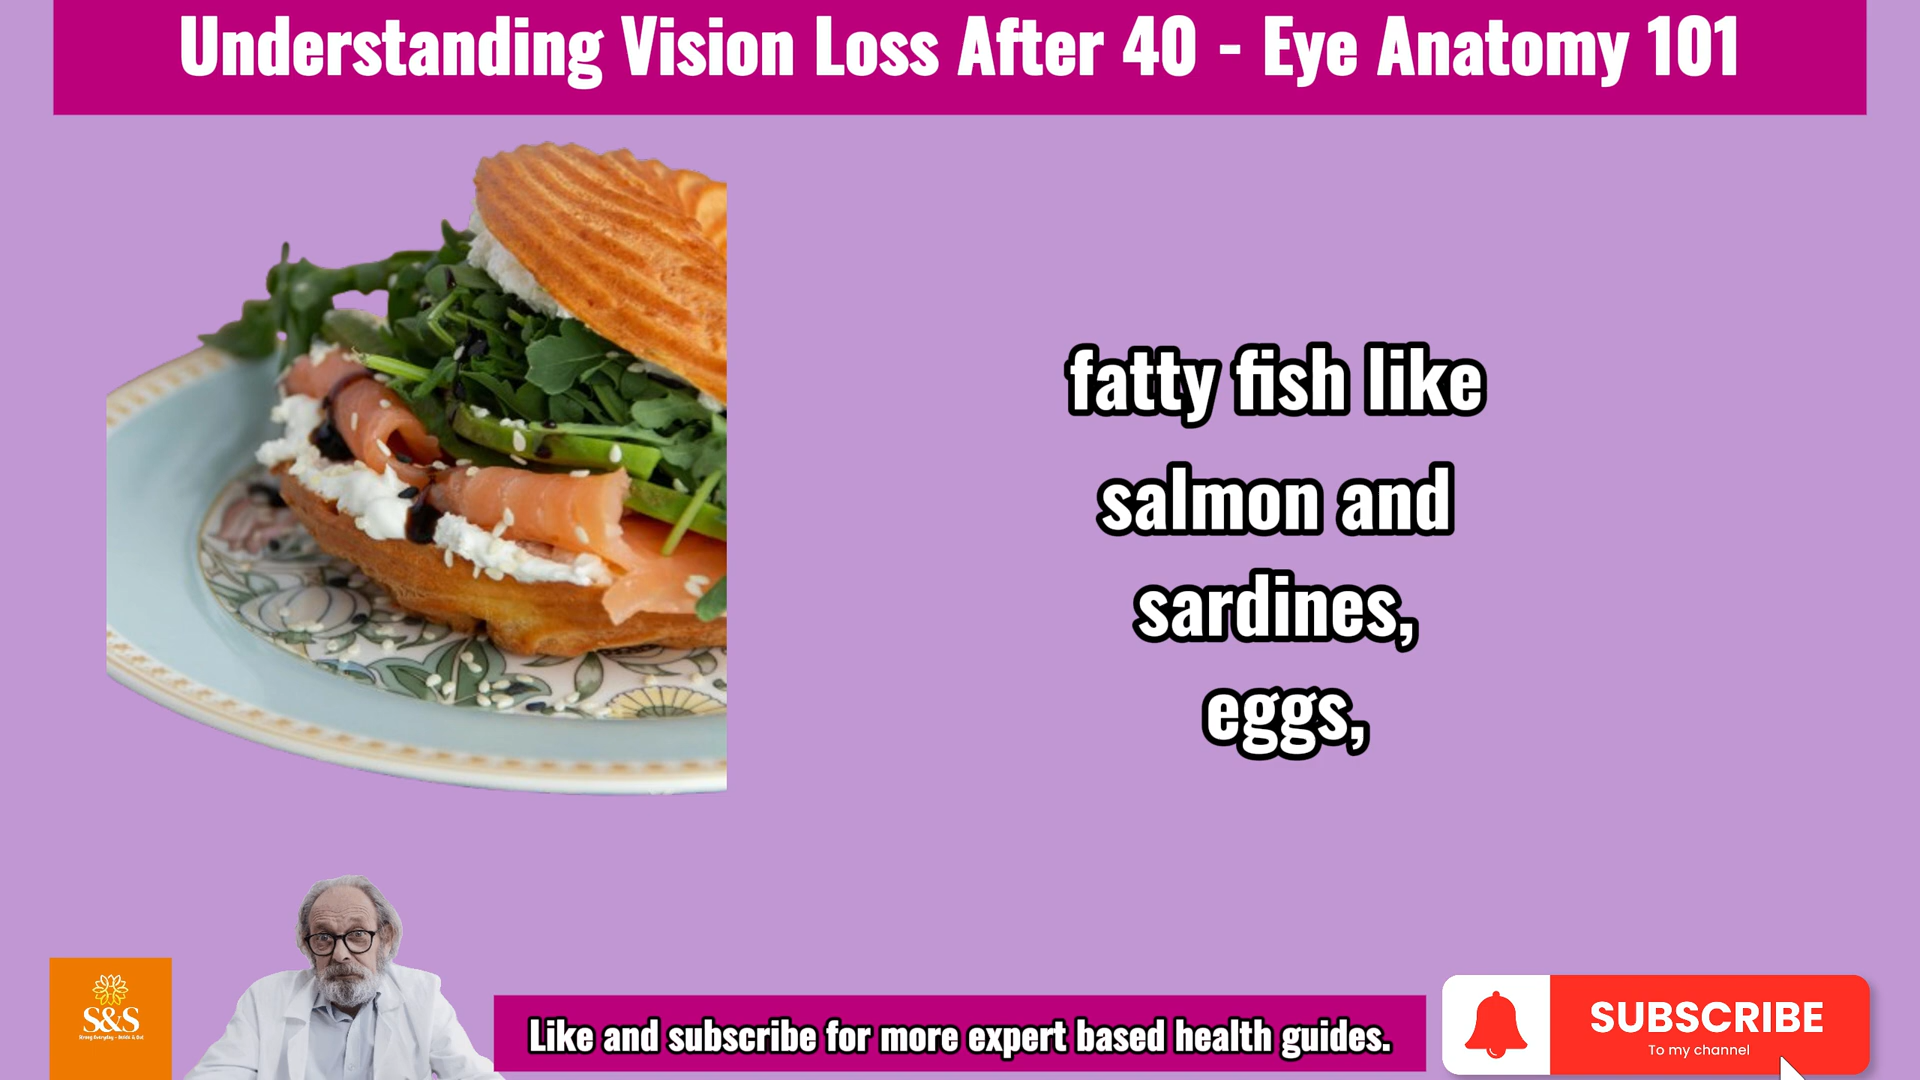 Understanding Vision Loss After 40 - Eye Anatomy 101
fatty fish like
salmon and
sardines,
eggs,
S&S
Like and subscribe for more expert based health guides.
SUBSCRIBE
To my channel